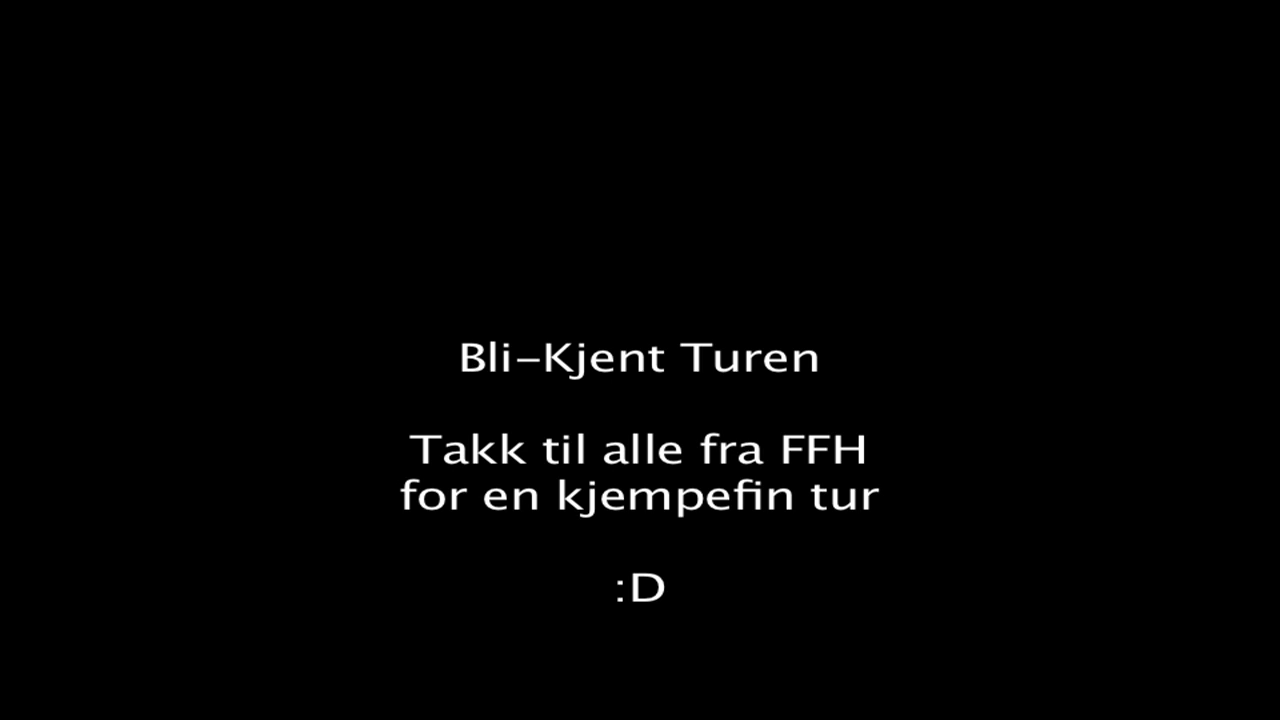 Bli–Kjent Turen
Takk til alle fra FFH
for en kjempefin tur
:D